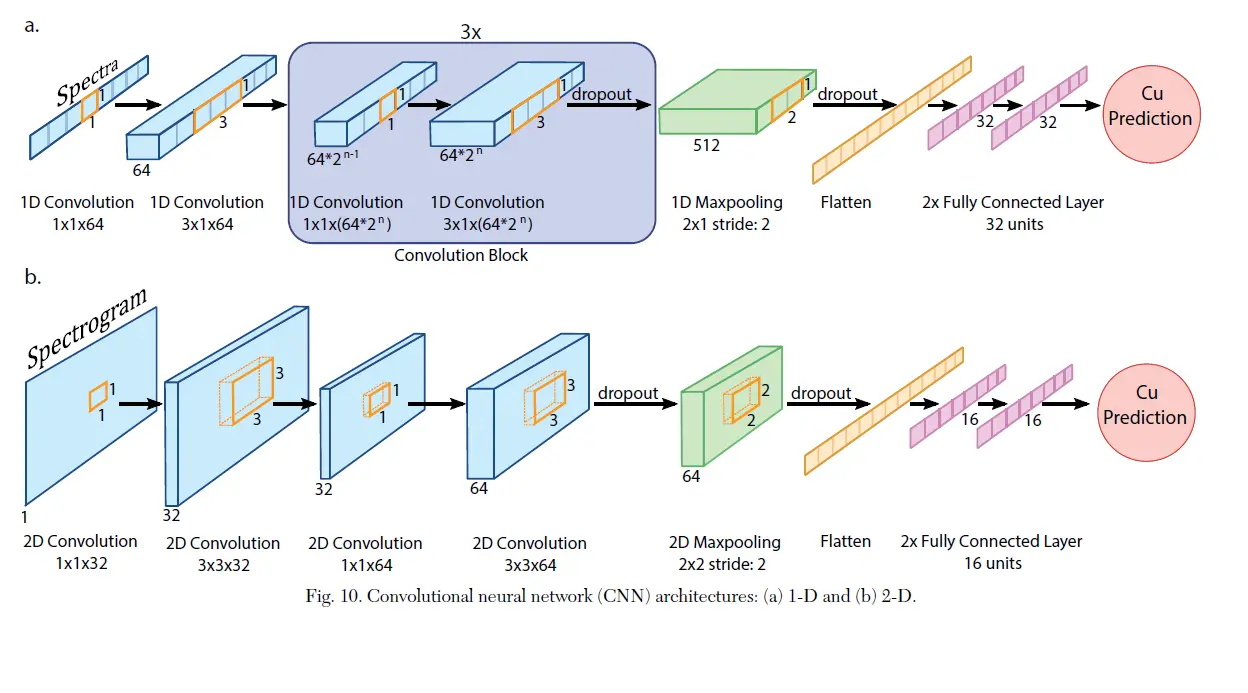 a.
3x
Spectra
1
1
64
1
3
64*2ⁿ⁻¹
1
1
64*2ⁿ
1
3
dropout
512
1
2
dropout
32
32
Cu
Prediction
1D Convolution
1x1x64
1D Convolution
3x1x64
1D Convolution
1x1x(64*2ⁿ)
1D Convolution
3x1x(64*2ⁿ)
Convolution Block
1D Maxpooling
2x1 stride: 2
Flatten
2x Fully Connected Layer
32 units
b.
Spectrogram
1
1
1
32
3
3
32
1
1
64
3
3
dropout
64
2
2
dropout
16
16
Cu
Prediction
2D Convolution
1x1x32
2D Convolution
3x3x32
2D Convolution
1x1x64
2D Convolution
3x3x64
2D Maxpooling
2x2 stride: 2
Flatten
2x Fully Connected Layer
16 units
Fig. 10. Convolutional neural network (CNN) architectures: (a) 1-D and (b) 2-D.